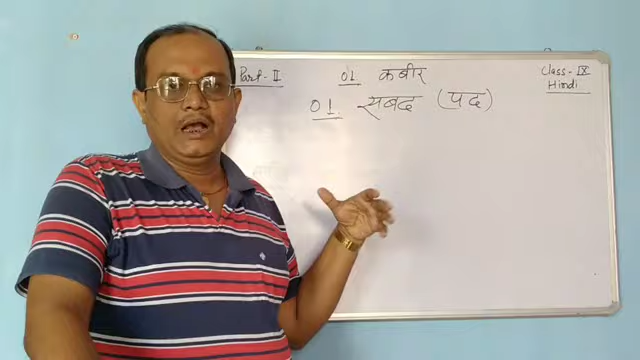 Part-II 01 कबीर Class-IX
Hindi
01. सबद (पद)